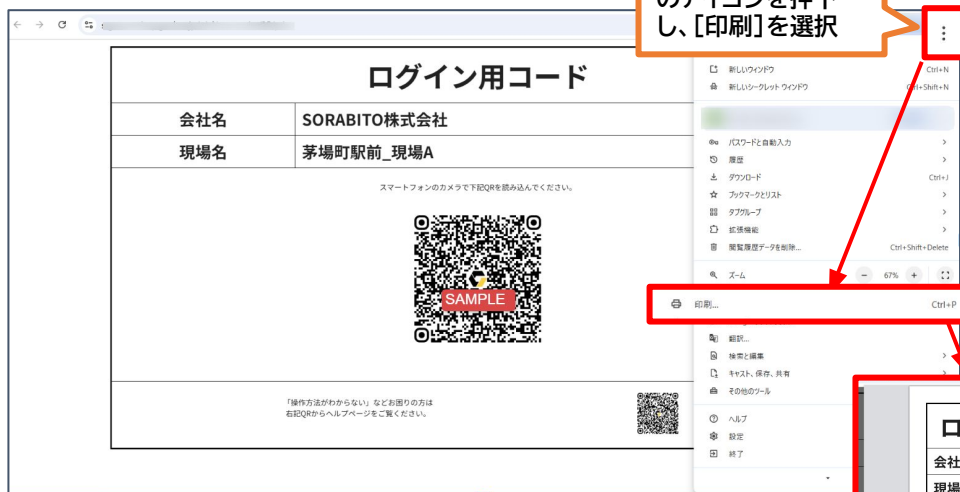 のアイコンを押下
し、[印刷]を選択
ログイン用コード
会社名 SORABITO株式会社
現場名 茅場町駅前_現場A
スマートフォンのカメラで下記QRを読み込んでください。
SAMPLE
「操作方法がわからない」などお困りの方は
右記QRからヘルプページをご覧ください。
新しいウィンドウ Ctrl+N
新しいシークレット ウィンドウ Ctrl+Shift+N
パスワードと自動入力
履歴
ダウンロード Ctrl+J
ブックマークとリスト
タブグループ
拡張機能
閲覧履歴データを削除... Ctrl+Shift+Delete
ズーム − 67% +
印刷... Ctrl+P
翻訳...
検索と編集
キャスト、保存、共有
その他のツール
ヘルプ
設定
終了
ロ
会社
現場